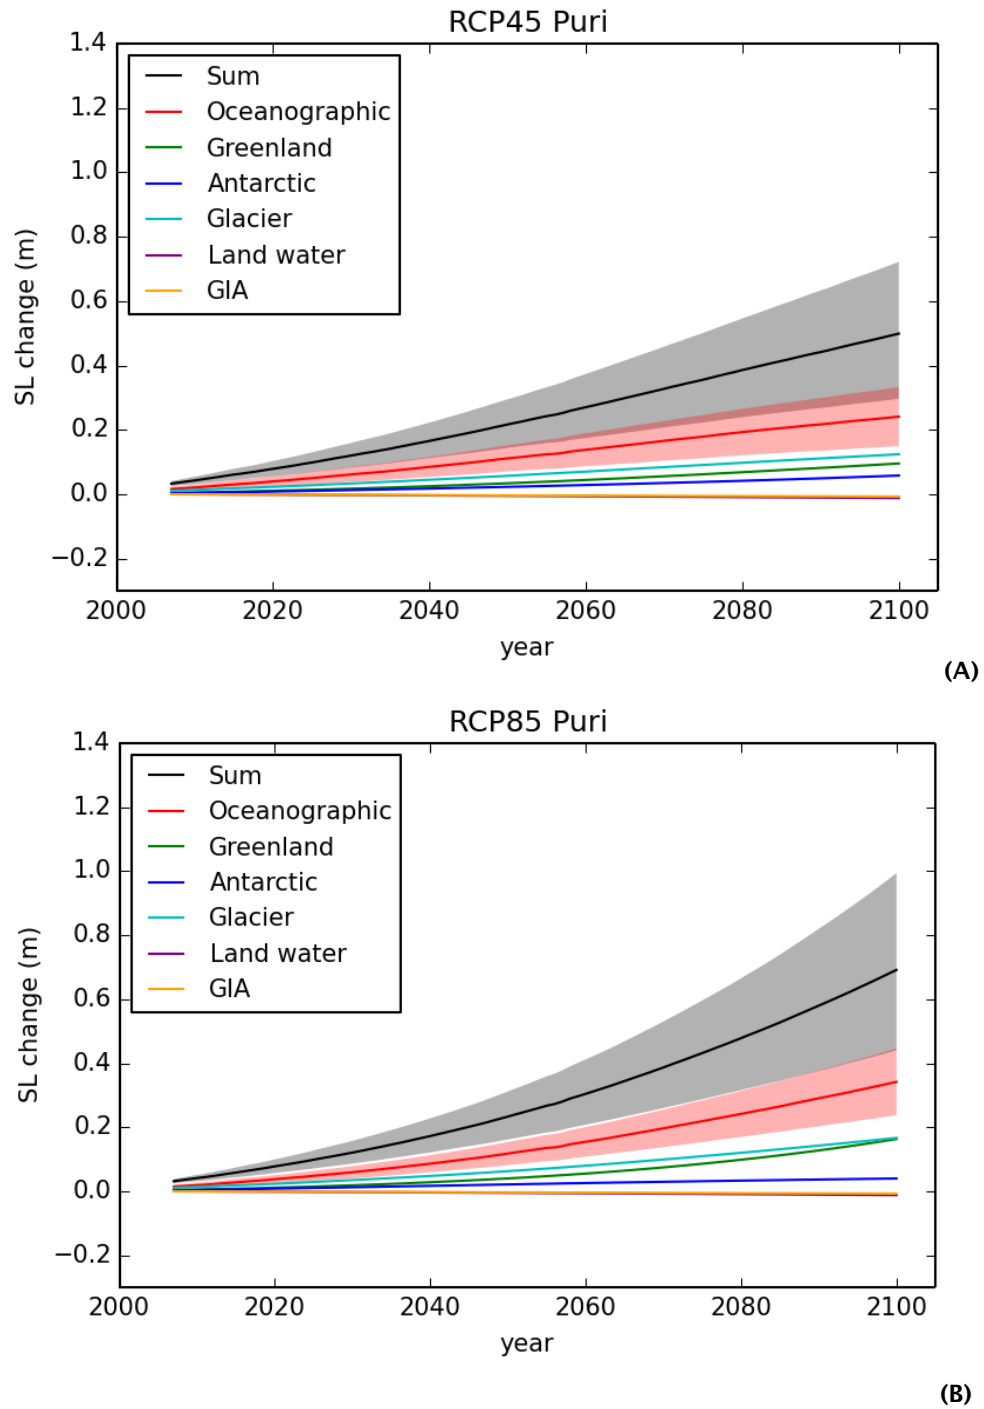 RCP45 Puri
1.4
1.2
1.0
0.8
0.6
0.4
0.2
0.0
−0.2
SL change (m)
Sum
Oceanographic
Greenland
Antarctic
Glacier
Land water
GIA
2000 2020 2040 2060 2080 2100
year
(A)
RCP85 Puri
1.4
1.2
1.0
0.8
0.6
0.4
0.2
0.0
−0.2
SL change (m)
Sum
Oceanographic
Greenland
Antarctic
Glacier
Land water
GIA
2000 2020 2040 2060 2080 2100
year
(B)